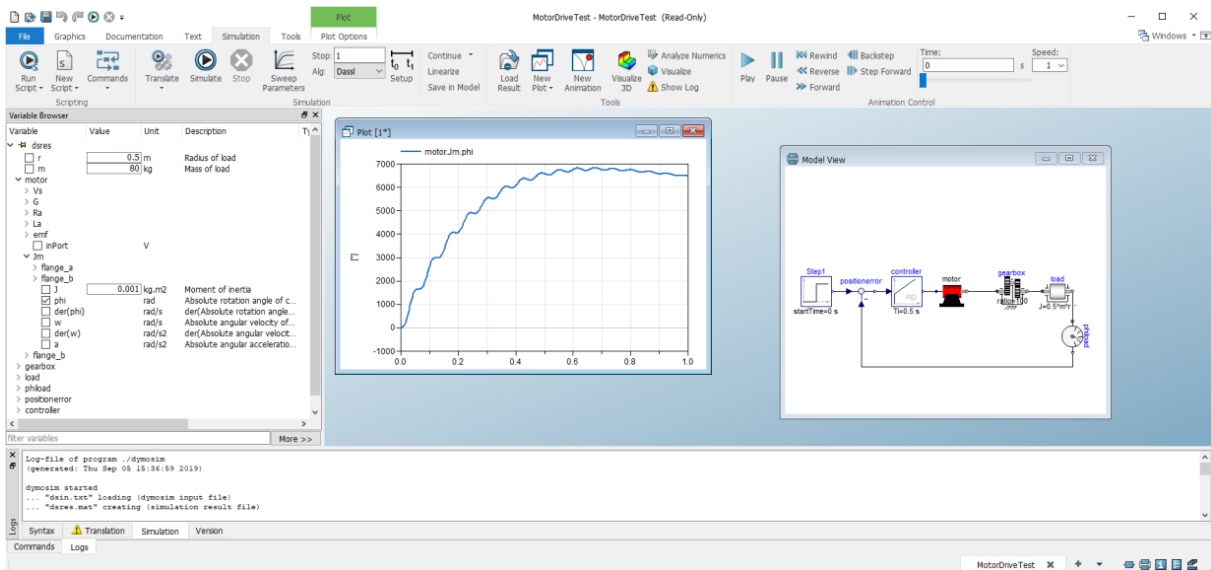 Plot
MotorDriveTest - MotorDriveTest (Read-Only)
File Graphics Documentation Text Simulation Tools Plot Options
Windows
Run Script
New Script
Commands
Translate
Simulate
Stop
Sweep Parameters
Stop: 1
Alg: Dassl
Setup
Continue
Linearize
Save in Model
Load Result
New Plot
New Animation
Visualize 3D
Analyze Numerics
Visualize
Show Log
Play
Pause
Rewind
Reverse
Forward
Backstep
Step Forward
Time:
0 s
Speed:
1
Scripting Simulation Tools Animation Control
Variable Browser
Variable Value Unit Description
dsres
r 0.5 m Radius of load
m 80 kg Mass of load
motor
Vs
G
Ra
La
emf
inPort V
Jm
flange_a
flange_b
J 0.001 kg.m2 Moment of inertia
phi rad Absolute rotation angle of c...
der(phi) rad/s der(Absolute rotation angle...
w rad/s Absolute angular velocity of...
der(w) rad/s2 der(Absolute angular velocit...
a rad/s2 Absolute angular acceleratio...
flange_b
gearbox
load
phiload
positionerror
controller
filter variables
More >>
Plot [1*]
motor.Jm.phi
7000
6000
5000
4000
3000
2000
1000
0
-1000
0.0 0.2 0.4 0.6 0.8 1.0
Model View
Step1
startTime=0 s
positionerror
controller
PID
Ti=0.5 s
motor
gearbox
ratio=100
load
J=0.5*m*r
phiload
Log-file of program ./dymosim
(generated: Thu Sep 05 15:36:59 2019)
dymosim started
... "dsin.txt" loading (dymosim input file)
... "dsres.mat" creating (simulation result file)
Logs
Syntax Translation Simulation Version
Commands Logs
MotorDriveTest